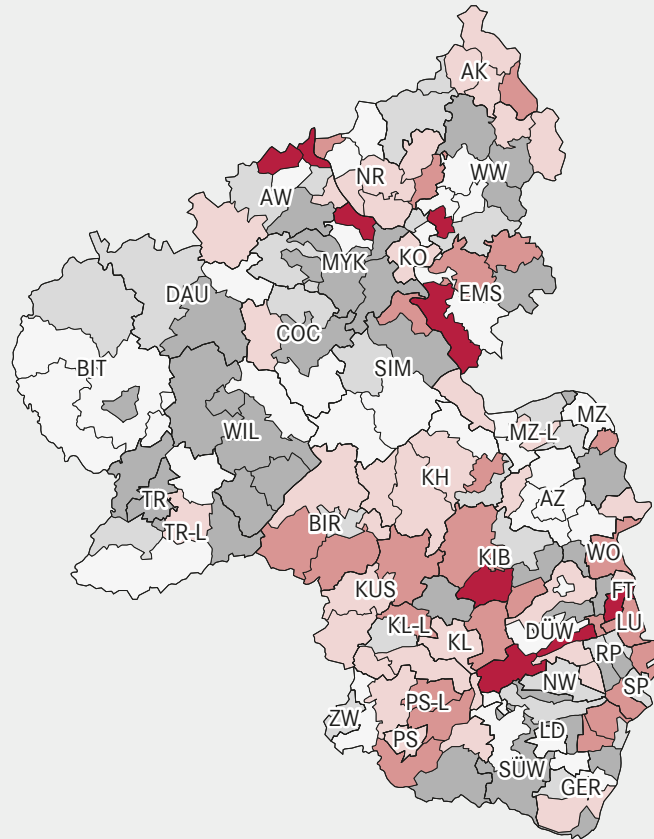 AK
NR
WW
AW
KO
MYK
EMS
DAU
COC
BIT
SIM
WIL
MZ
MZ-L
KH
AZ
TR
TR-L
BIR
KIB
WO
KUS
FT
KL-L
KL
DÜW
LU
RP
NW
SP
PS-L
ZW
PS
LD
SÜW
GER